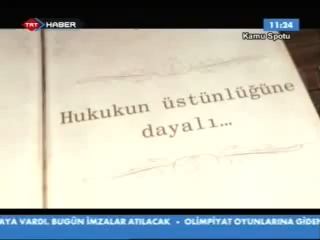 TRT HABER
11:24
Kamu Spotu
Hukukun üstünlüğüne
dayalı...
AYA VARDI. BUGÜN İMZALAR ATILACAK - OLİMPİYAT OYUNLARINA GİDEN